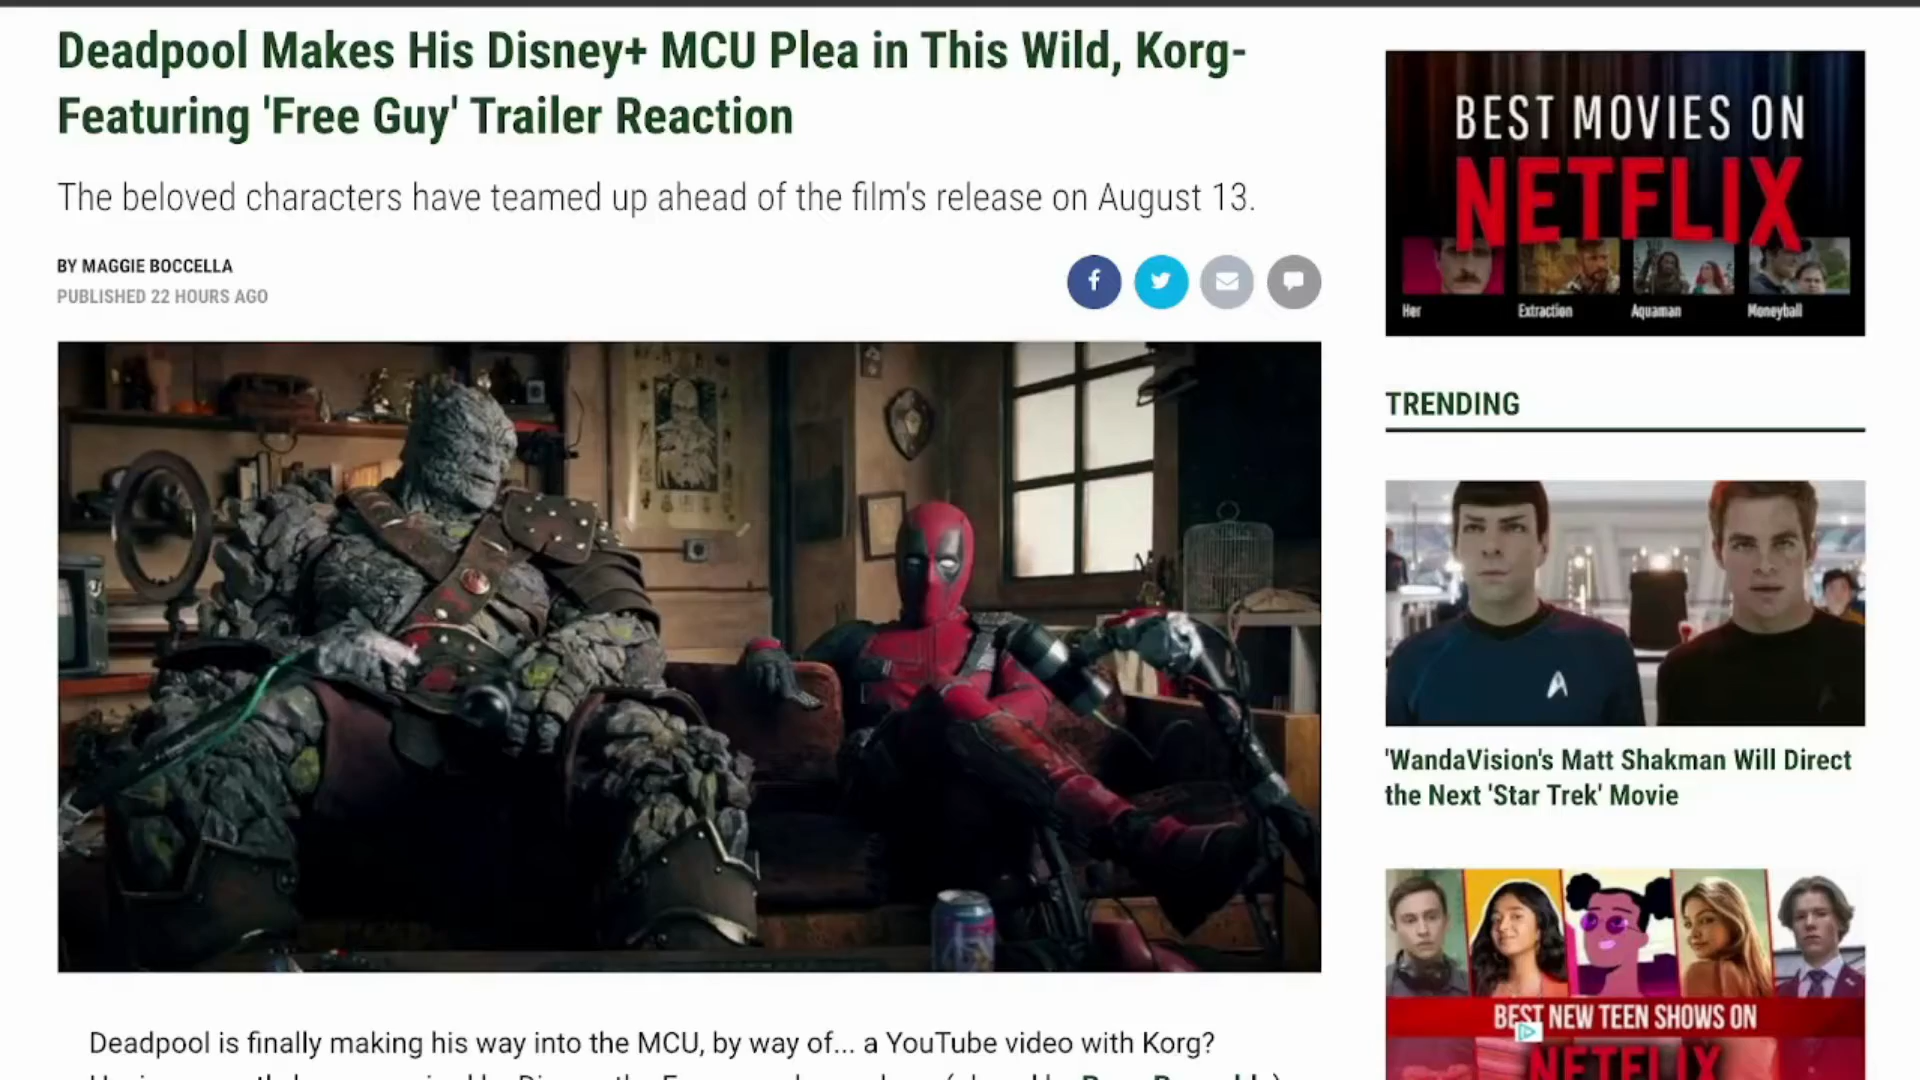 Deadpool Makes His Disney+ MCU Plea in This Wild, Korg-
Featuring 'Free Guy' Trailer Reaction
The beloved characters have teamed up ahead of the film's release on August 13.
BY MAGGIE BOCCELLA
PUBLISHED 22 HOURS AGO
Deadpool is finally making his way into the MCU, by way of... a YouTube video with Korg?
BEST MOVIES ON
NETFLIX
Her
Extraction
Aquaman
Moneyball
TRENDING
'WandaVision's Matt Shakman Will Direct
the Next 'Star Trek' Movie
BEST NEW TEEN SHOWS ON
NETFLIX